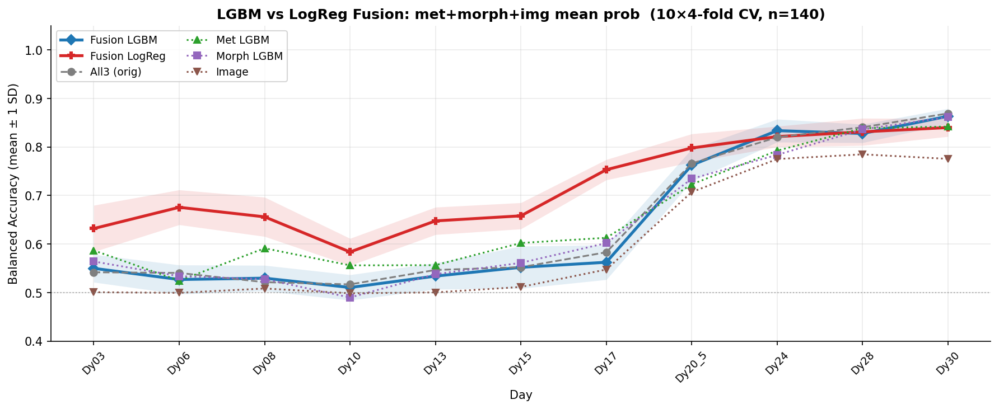 LGBM vs LogReg Fusion: met+morph+img mean prob  (10×4-fold CV, n=140)
Fusion LGBM
Fusion LogReg
All3 (orig)
Met LGBM
Morph LGBM
Image
Balanced Accuracy (mean ± 1 SD)
1.0
0.9
0.8
0.7
0.6
0.5
0.4
Dy03
Dy06
Dy08
Dy10
Dy13
Dy15
Dy17
Dy20_5
Dy24
Dy28
Dy30
Day